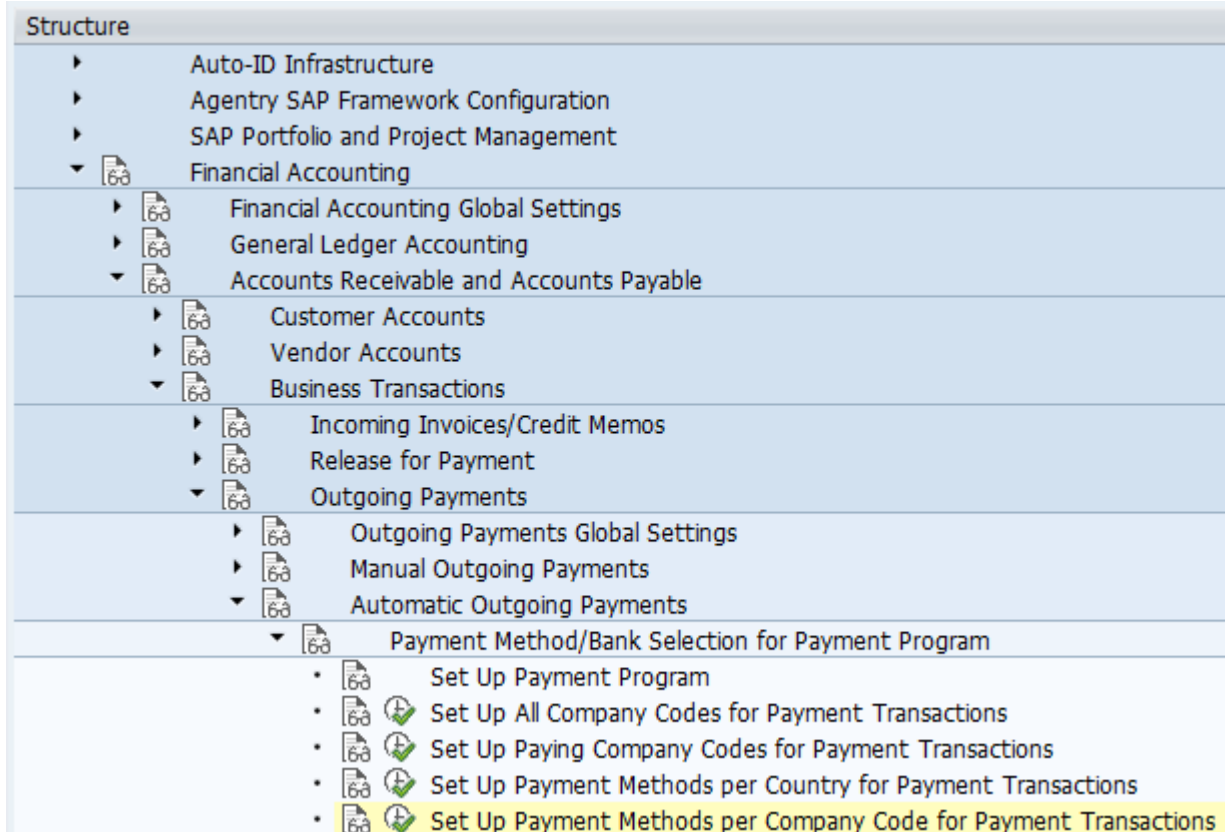 Structure
Auto-ID Infrastructure
Agentry SAP Framework Configuration
SAP Portfolio and Project Management
Financial Accounting
Financial Accounting Global Settings
General Ledger Accounting
Accounts Receivable and Accounts Payable
Customer Accounts
Vendor Accounts
Business Transactions
Incoming Invoices/Credit Memos
Release for Payment
Outgoing Payments
Outgoing Payments Global Settings
Manual Outgoing Payments
Automatic Outgoing Payments
Payment Method/Bank Selection for Payment Program
Set Up Payment Program
Set Up All Company Codes for Payment Transactions
Set Up Paying Company Codes for Payment Transactions
Set Up Payment Methods per Country for Payment Transactions
Set Up Payment Methods per Company Code for Payment Transactions